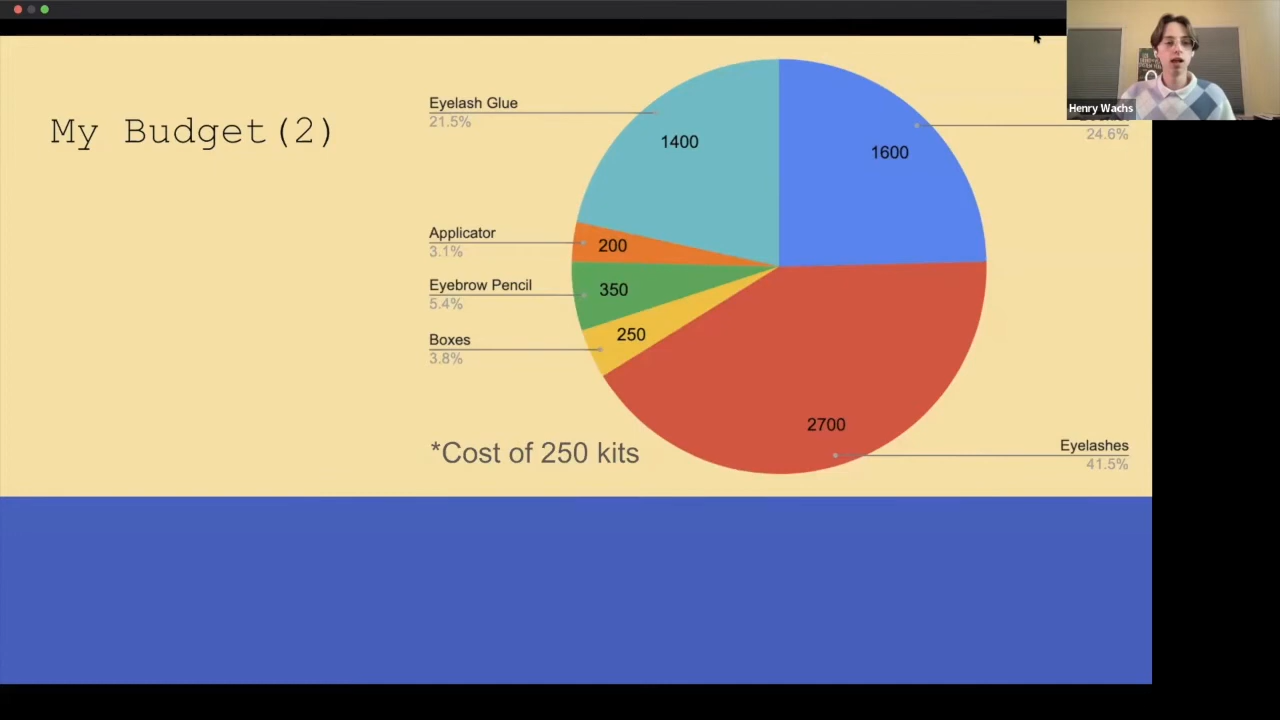 My Budget(2)
Eyelash Glue
21.5%
1400
1600
24.6%
Applicator
3.1%
200
Eyebrow Pencil
5.4%
350
Boxes
3.8%
250
2700
Eyelashes
41.5%
*Cost of 250 kits
Henry Wachs